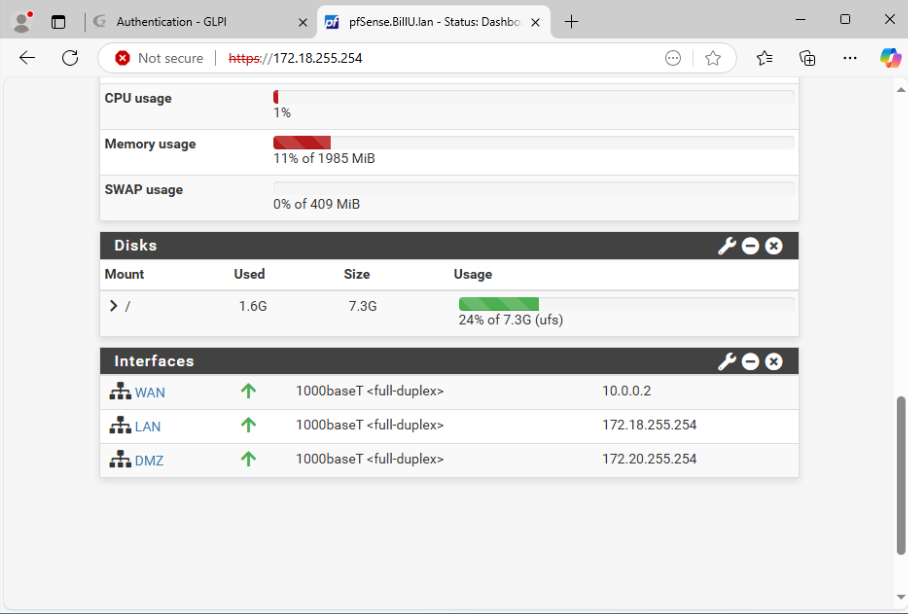 Authentication - GLPI
pfSense.BillU.lan - Status: Dashbo
Not secure
https://172.18.255.254
CPU usage
1%
Memory usage
11% of 1985 MiB
SWAP usage
0% of 409 MiB
Disks
Mount Used Size Usage
/ 1.6G 7.3G
24% of 7.3G (ufs)
Interfaces
WAN 1000baseT <full-duplex> 10.0.0.2
LAN 1000baseT <full-duplex> 172.18.255.254
DMZ 1000baseT <full-duplex> 172.20.255.254